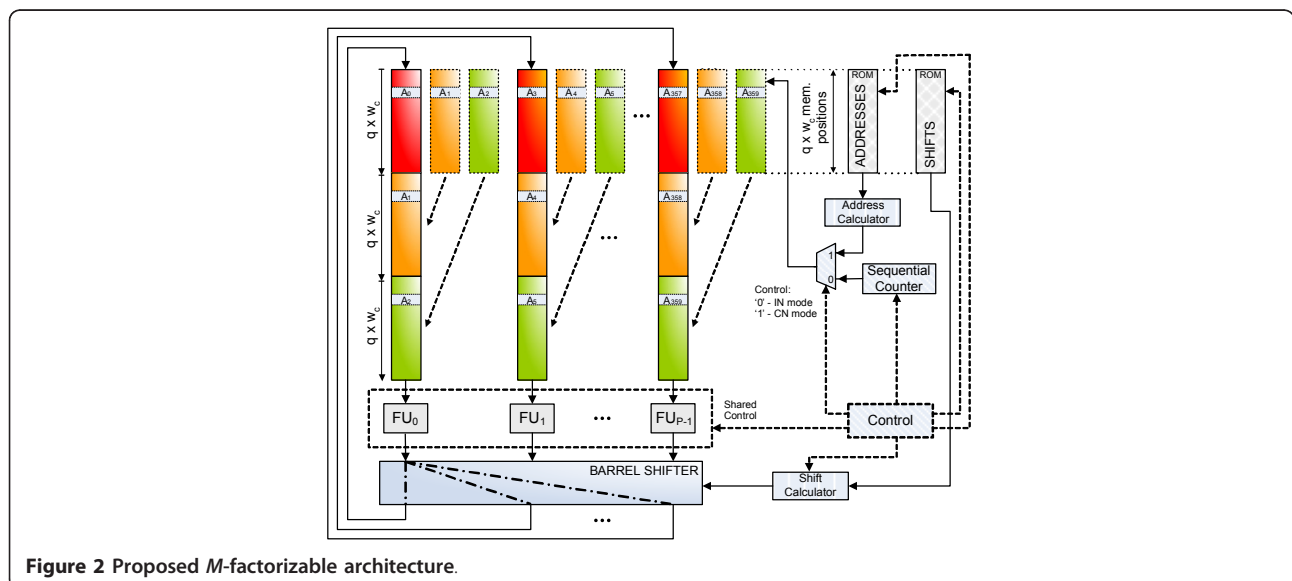 A0 A1 A2 A3 A4 A5 A357 A358 A359
...
q x wc
q x wc mem. positions
ROM
ADDRESSES
ROM
SHIFTS
A1 A4 A358
q x wc
...
Address
Calculator
1
0
Sequential
Counter
Control:
'0' - IN mode
'1' - CN mode
A2 A5 A359
q x wc
FU0 FU1 ... FUP-1
Shared
Control
Control
BARREL SHIFTER
Shift
Calculator
...
Figure 2 Proposed M-factorizable architecture.